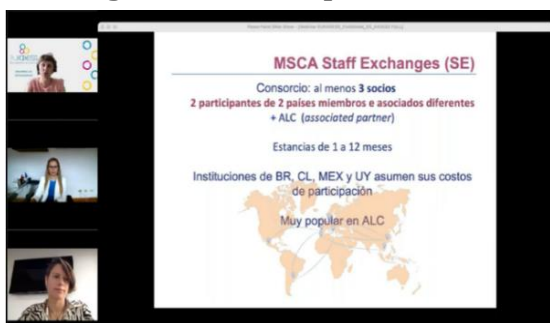 MSCA Staff Exchanges (SE)
Consorcio: al menos 3 socios
2 participantes de 2 países miembros e asociados diferentes
+ ALC (associated partner)
Estancias de 1 a 12 meses
Instituciones de BR, CL, MEX y UY asumen sus costos
de participación
Muy popular en ALC